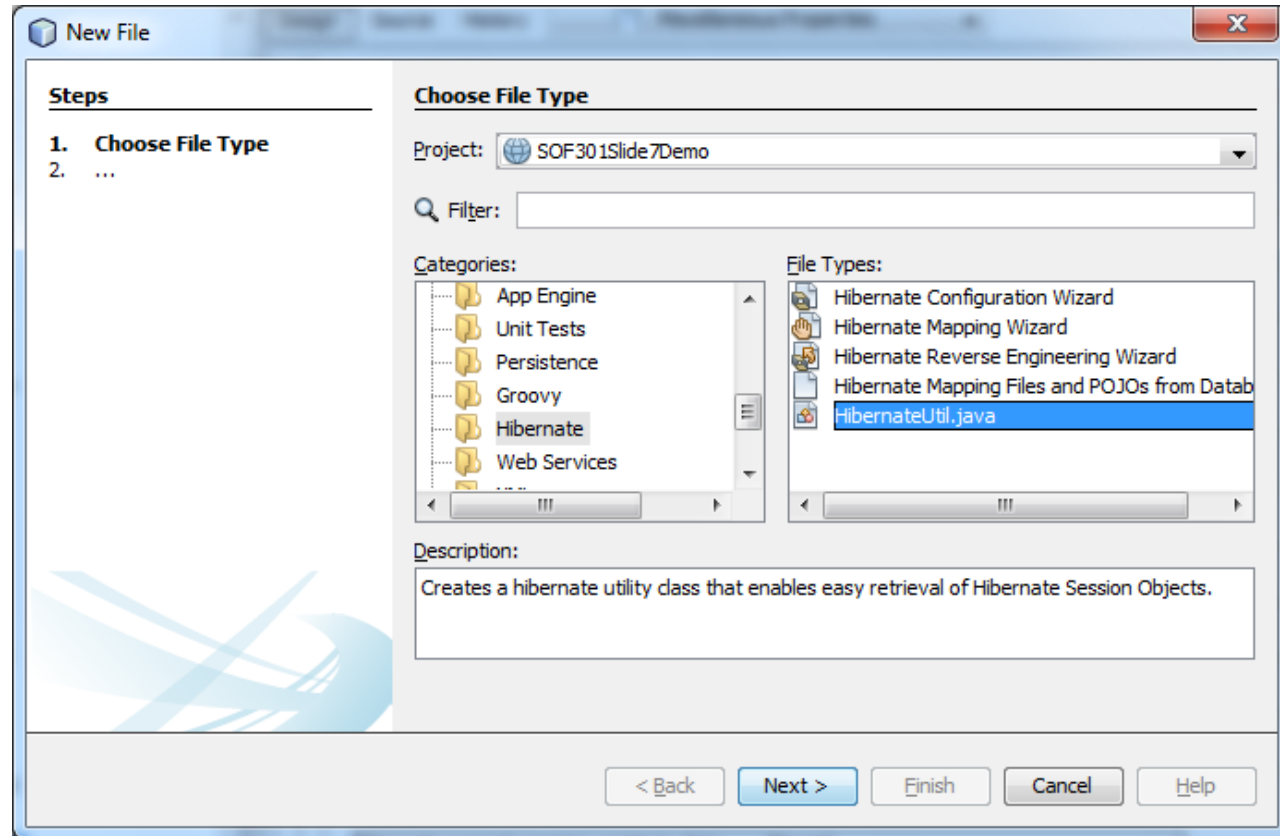 New File
Steps
1. Choose File Type
2. ...
Choose File Type
Project: SOF301Slide7Demo
Filter:
Categories:
App Engine
Unit Tests
Persistence
Groovy
Hibernate
Web Services
File Types:
Hibernate Configuration Wizard
Hibernate Mapping Wizard
Hibernate Reverse Engineering Wizard
Hibernate Mapping Files and POJOs from Datab
HibernateUtil.java
Description:
Creates a hibernate utility class that enables easy retrieval of Hibernate Session Objects.
< Back
Next >
Finish
Cancel
Help